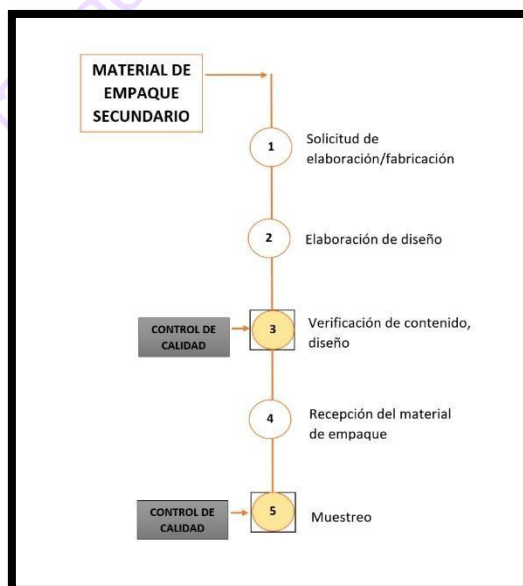 MATERIAL DE
EMPAQUE
SECUNDARIO
1
Solicitud de
elaboración/fabricación
2
Elaboración de diseño
CONTROL DE
CALIDAD
3
Verificación de contenido,
diseño
4
Recepción del material
de empaque
CONTROL DE
CALIDAD
5
Muestreo